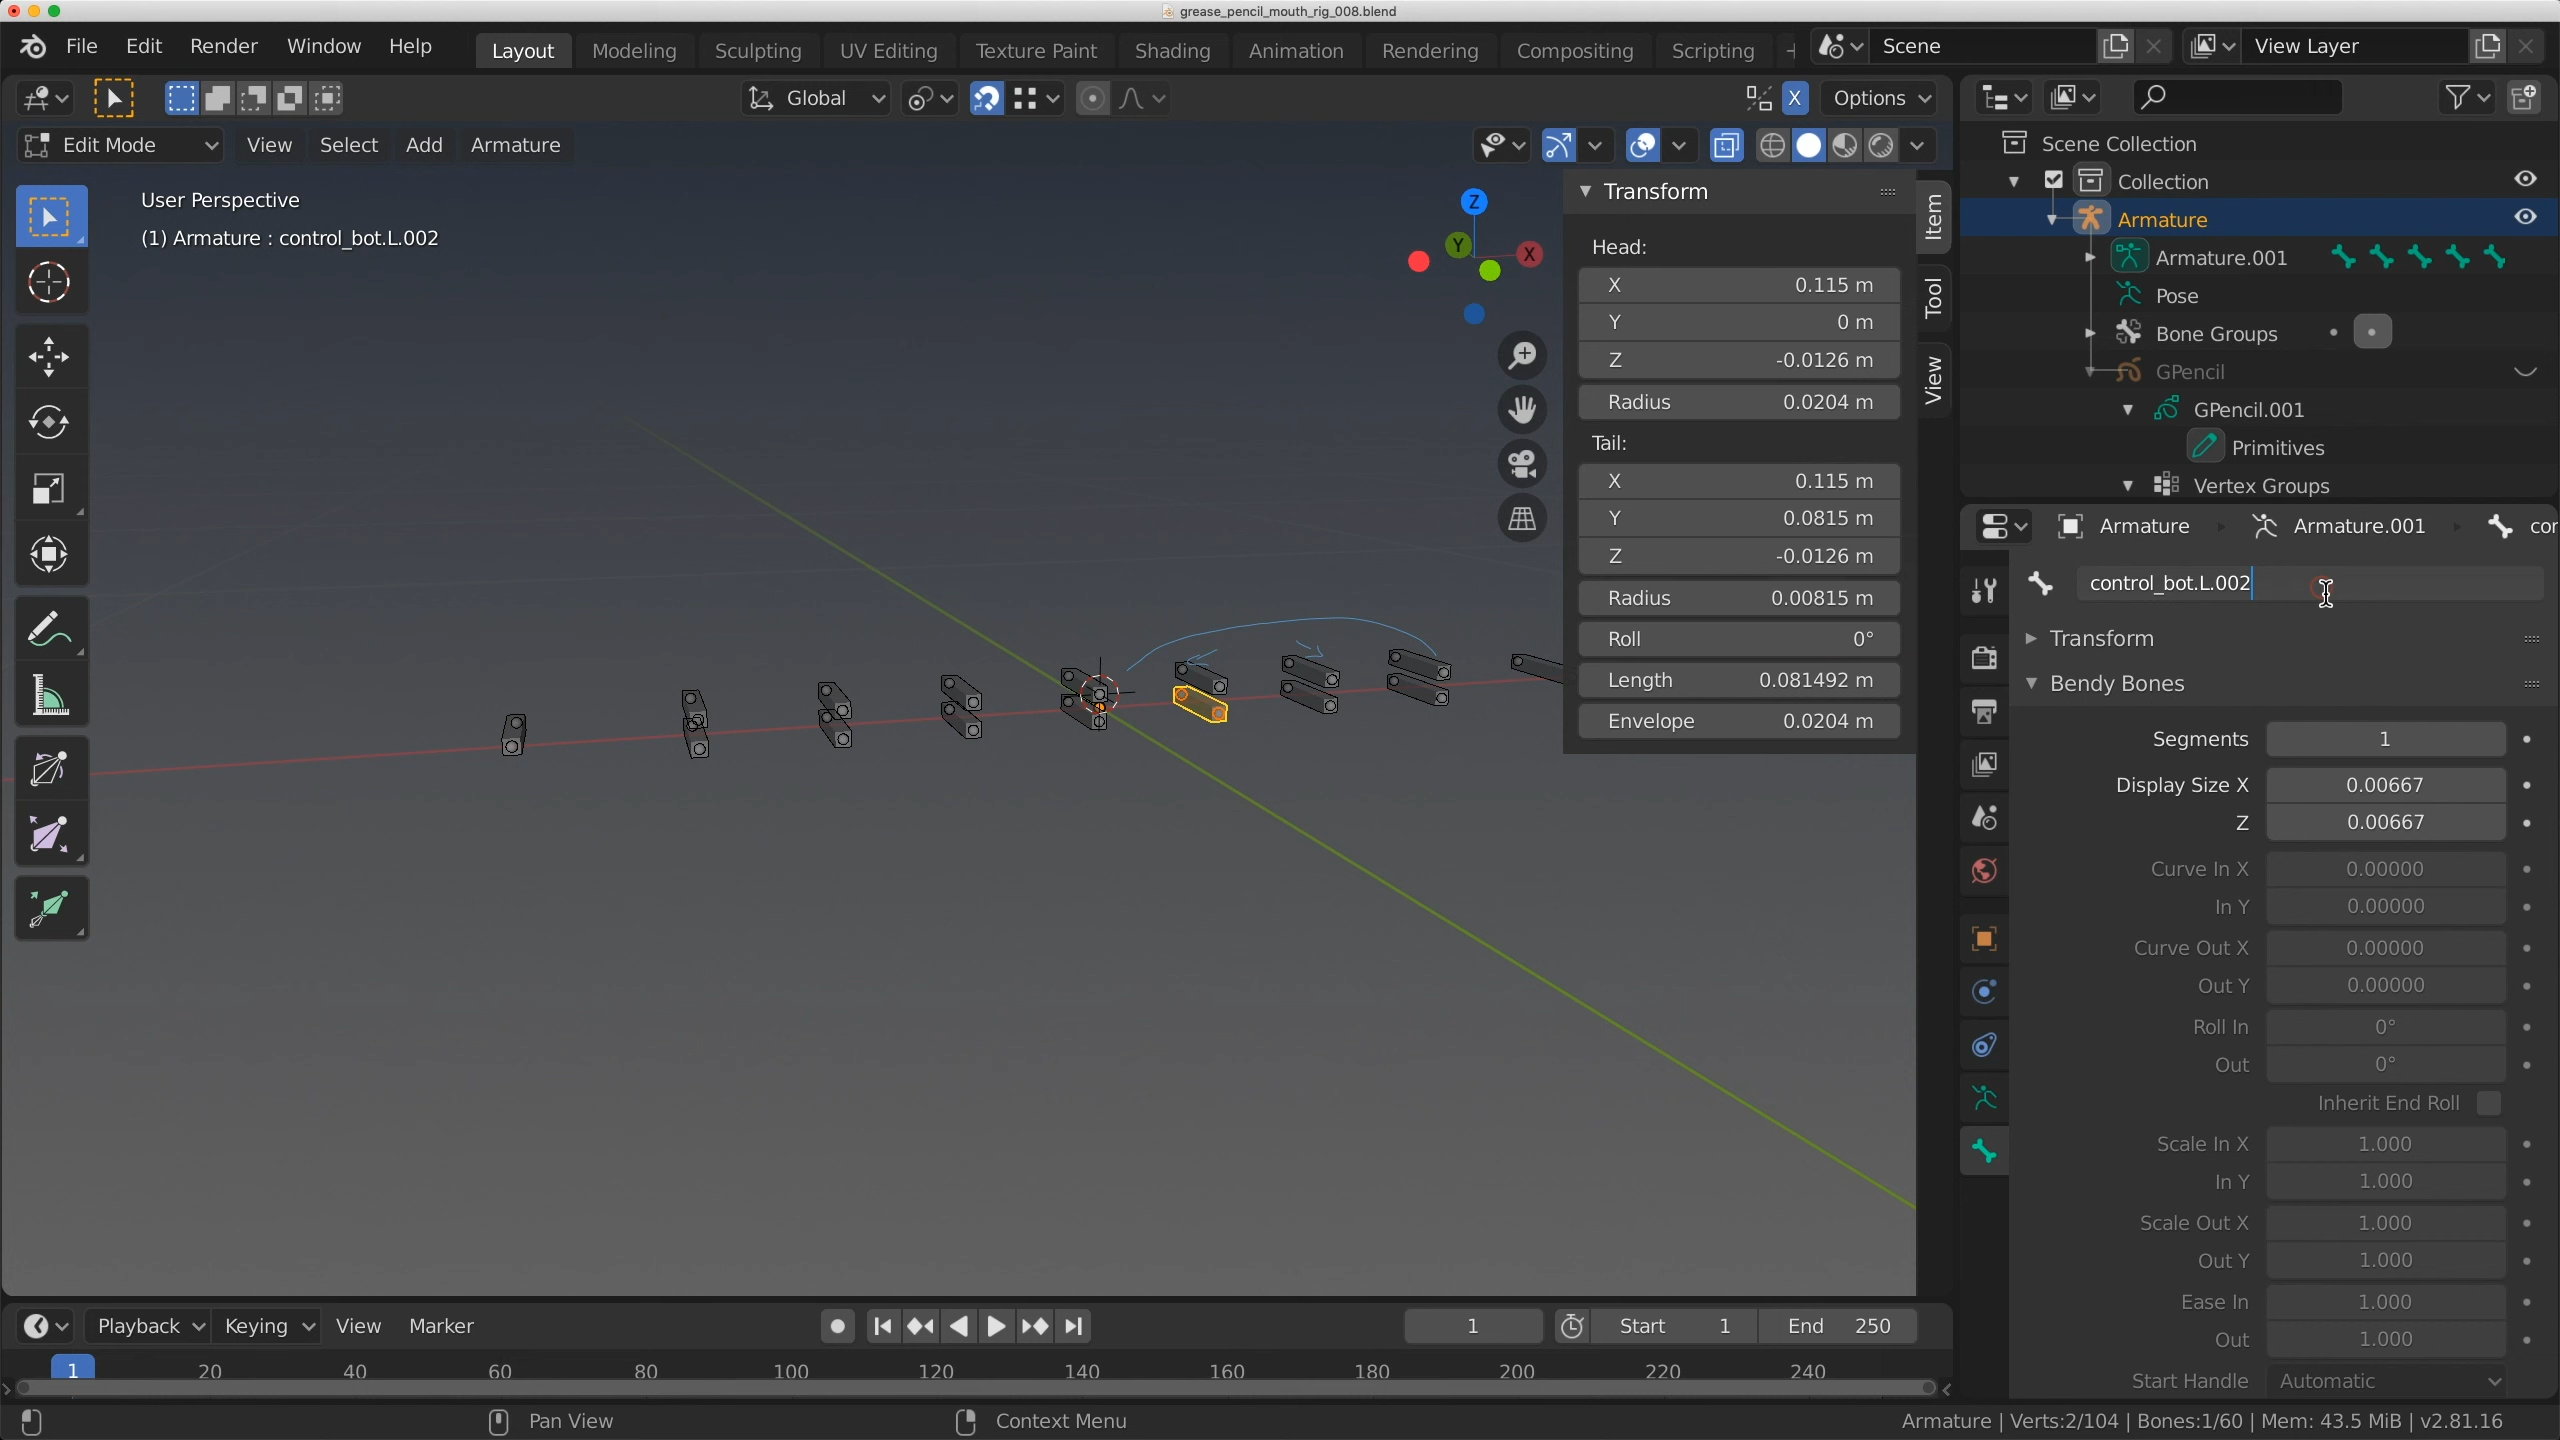 grease_pencil_mouth_rig_008.blend
File Edit Render Window Help Layout Modeling Sculpting UV Editing Texture Paint Shading Animation Rendering Compositing Scripting + Scene View Layer
Global X Options
Edit Mode View Select Add Armature
User Perspective
(1) Armature : control_bot.L.002
Z
Y
X
Transform
Head:
X 0.115 m
Y 0 m
Z -0.0126 m
Radius 0.0204 m
Tail:
X 0.115 m
Y 0.0815 m
Z -0.0126 m
Radius 0.00815 m
Roll 0°
Length 0.081492 m
Envelope 0.0204 m
Item
Tool
View
Scene Collection
Collection
Armature
Armature.001
Pose
Bone Groups
GPencil
GPencil.001
Primitives
Vertex Groups
Armature Armature.001 cor
control_bot.L.002
Transform
Bendy Bones
Segments 1
Display Size X 0.00667
Z 0.00667
Curve In X 0.00000
In Y 0.00000
Curve Out X 0.00000
Out Y 0.00000
Roll In 0°
Out 0°
Inherit End Roll
Scale In X 1.000
In Y 1.000
Scale Out X 1.000
Out Y 1.000
Ease In 1.000
Out 1.000
Start Handle Automatic
Playback Keying View Marker 1 Start 1 End 250
1 20 40 60 80 100 120 140 160 180 200 220 240
Pan View Context Menu Armature | Verts:2/104 | Bones:1/60 | Mem: 43.5 MiB | v2.81.16